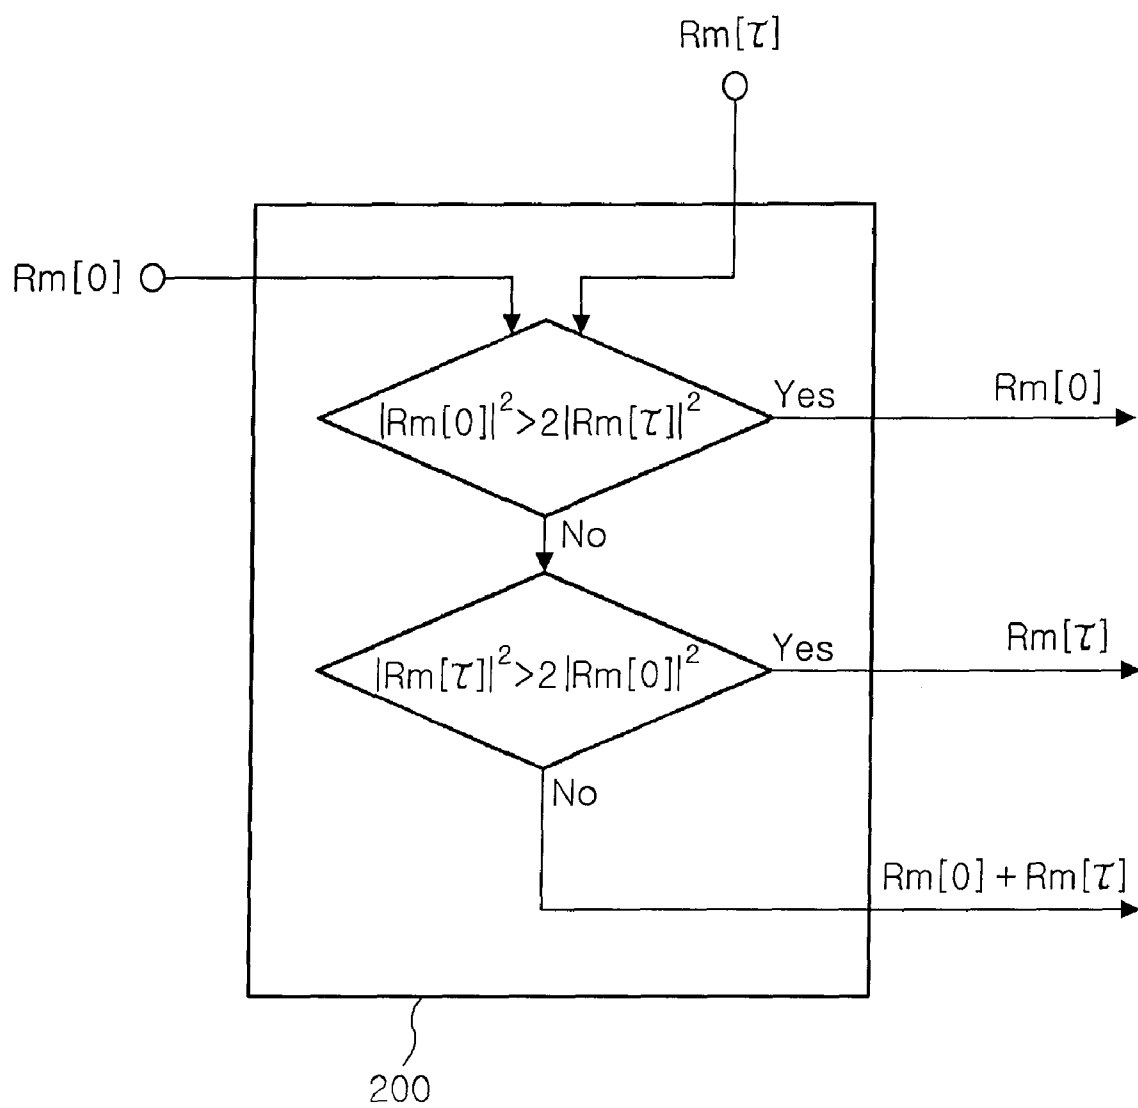 Rm[τ]
Rm[0]
|Rm[0]|²>2|Rm[τ]|²
Yes
Rm[0]
No
|Rm[τ]|²>2|Rm[0]|²
Yes
Rm[τ]
No
Rm[0]+Rm[τ]
200